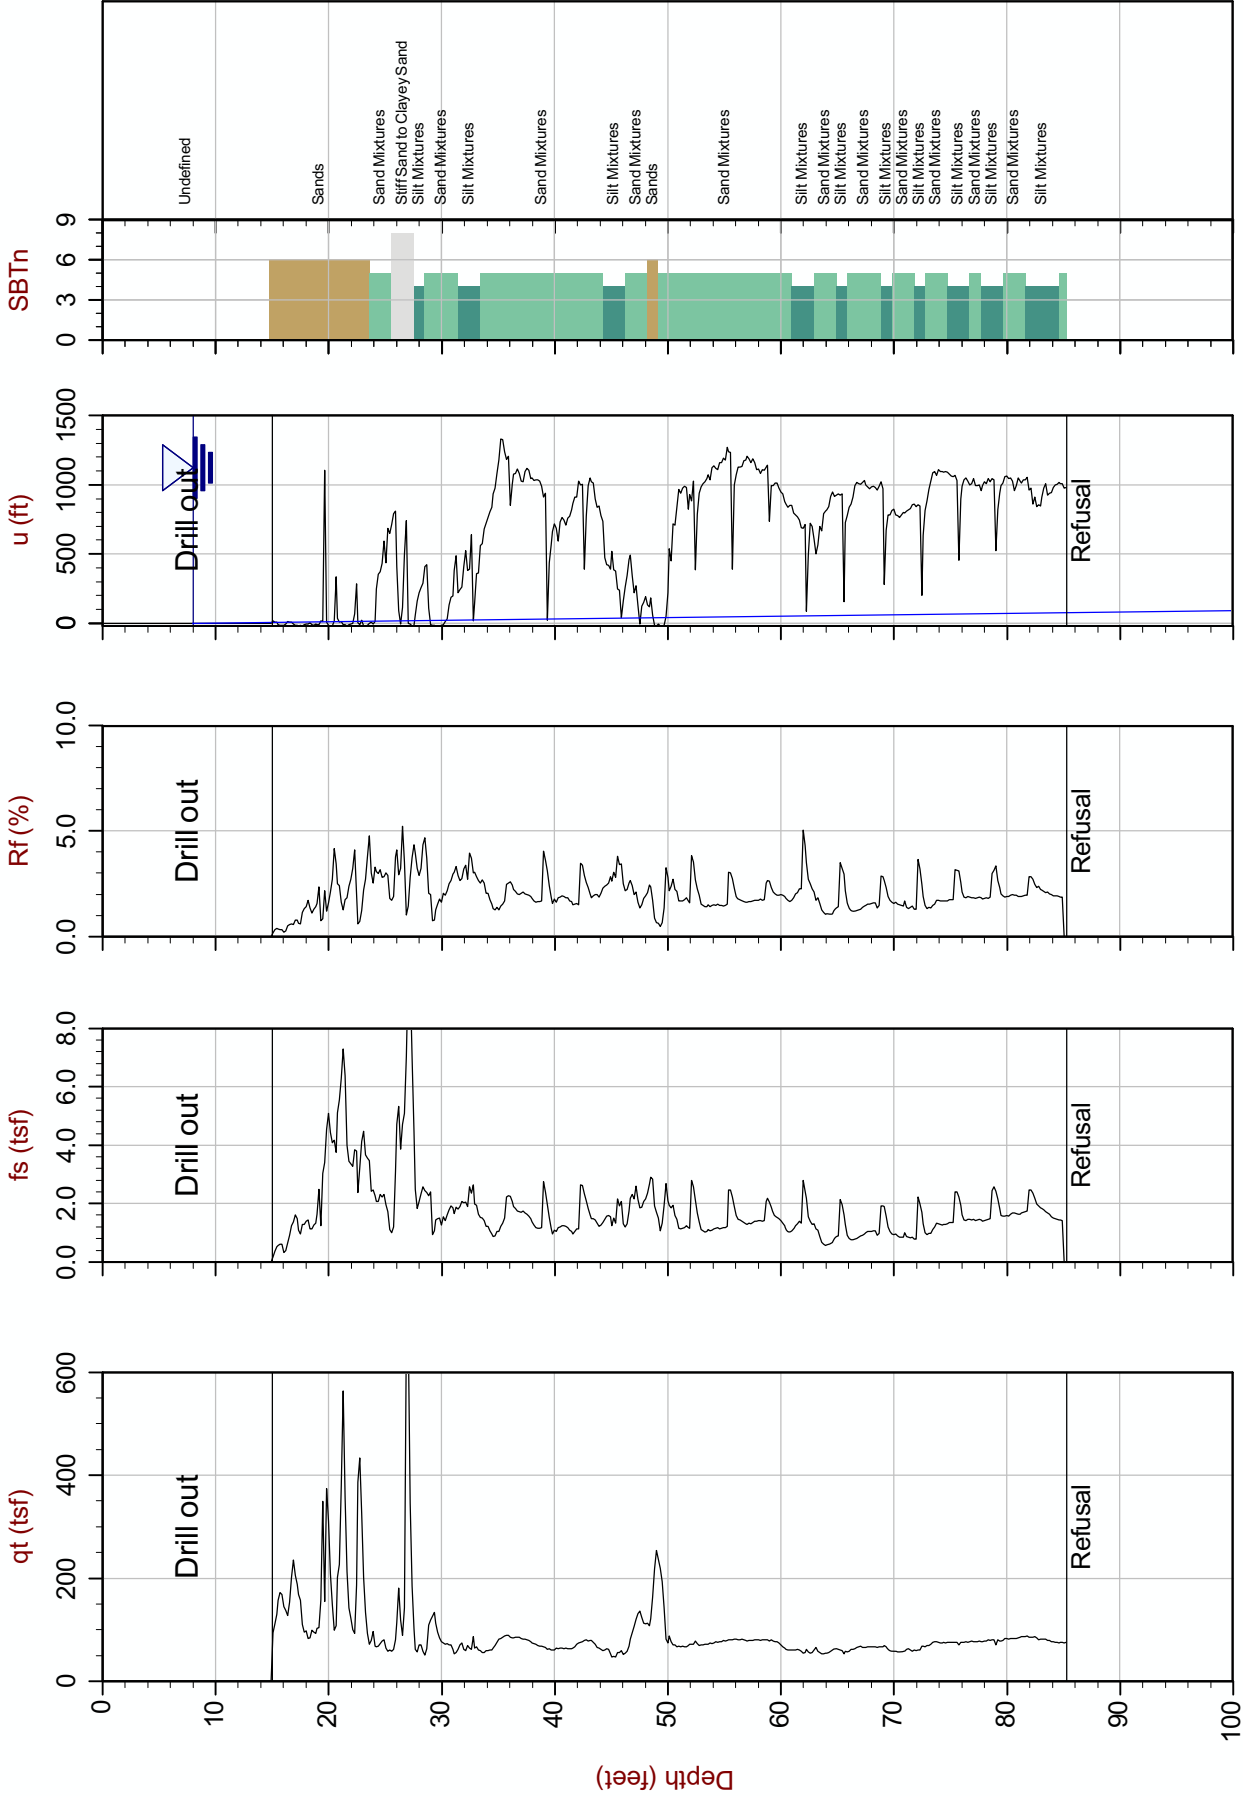 qt (tsf)
fs (tsf)
Rf (%)
u (ft)
SBTn
0
200
400
600
0.0
2.0
4.0
6.0
8.0
0.0
5.0
10.0
0
500
1000
1500
0
3
6
9
Depth (feet)
0
10
20
30
40
50
60
70
80
90
100
Drill out
Drill out
Drill out
Drill out
Undefined
Sands
Sand Mixtures
Stiff Sand to Clayey Sand
Silt Mixtures
Sand Mixtures
Silt Mixtures
Sand Mixtures
Silt Mixtures
Sand Mixtures
Sands
Sand Mixtures
Silt Mixtures
Sand Mixtures
Silt Mixtures
Sand Mixtures
Silt Mixtures
Sand Mixtures
Silt Mixtures
Sand Mixtures
Silt Mixtures
Sand Mixtures
Silt Mixtures
Sand Mixtures
Silt Mixtures
Refusal
Refusal
Refusal
Refusal